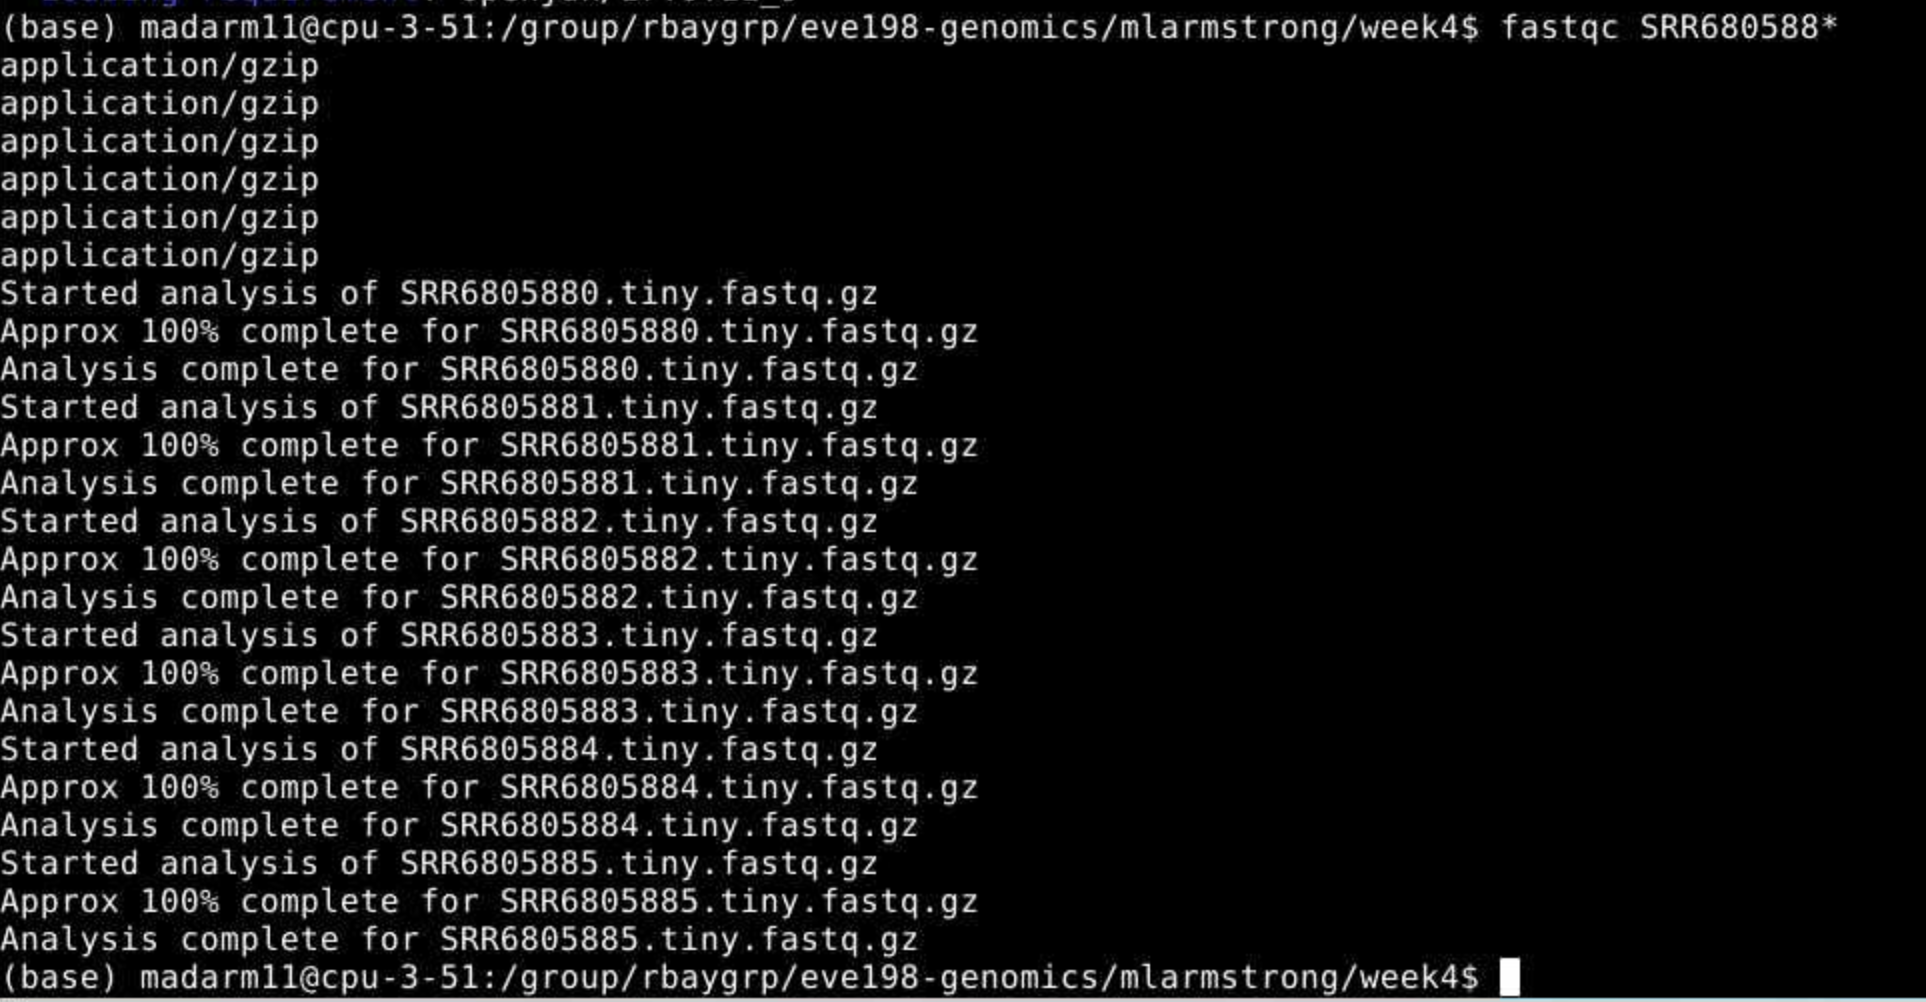 (base) madarm11@cpu-3-51:/group/rbaygrp/eve198-genomics/mlarmstrong/week4$ fastqc SRR680588*
application/gzip
application/gzip
application/gzip
application/gzip
application/gzip
application/gzip
Started analysis of SRR6805880.tiny.fastq.gz
Approx 100% complete for SRR6805880.tiny.fastq.gz
Analysis complete for SRR6805880.tiny.fastq.gz
Started analysis of SRR6805881.tiny.fastq.gz
Approx 100% complete for SRR6805881.tiny.fastq.gz
Analysis complete for SRR6805881.tiny.fastq.gz
Started analysis of SRR6805882.tiny.fastq.gz
Approx 100% complete for SRR6805882.tiny.fastq.gz
Analysis complete for SRR6805882.tiny.fastq.gz
Started analysis of SRR6805883.tiny.fastq.gz
Approx 100% complete for SRR6805883.tiny.fastq.gz
Analysis complete for SRR6805883.tiny.fastq.gz
Started analysis of SRR6805884.tiny.fastq.gz
Approx 100% complete for SRR6805884.tiny.fastq.gz
Analysis complete for SRR6805884.tiny.fastq.gz
Started analysis of SRR6805885.tiny.fastq.gz
Approx 100% complete for SRR6805885.tiny.fastq.gz
Analysis complete for SRR6805885.tiny.fastq.gz
(base) madarm11@cpu-3-51:/group/rbaygrp/eve198-genomics/mlarmstrong/week4$